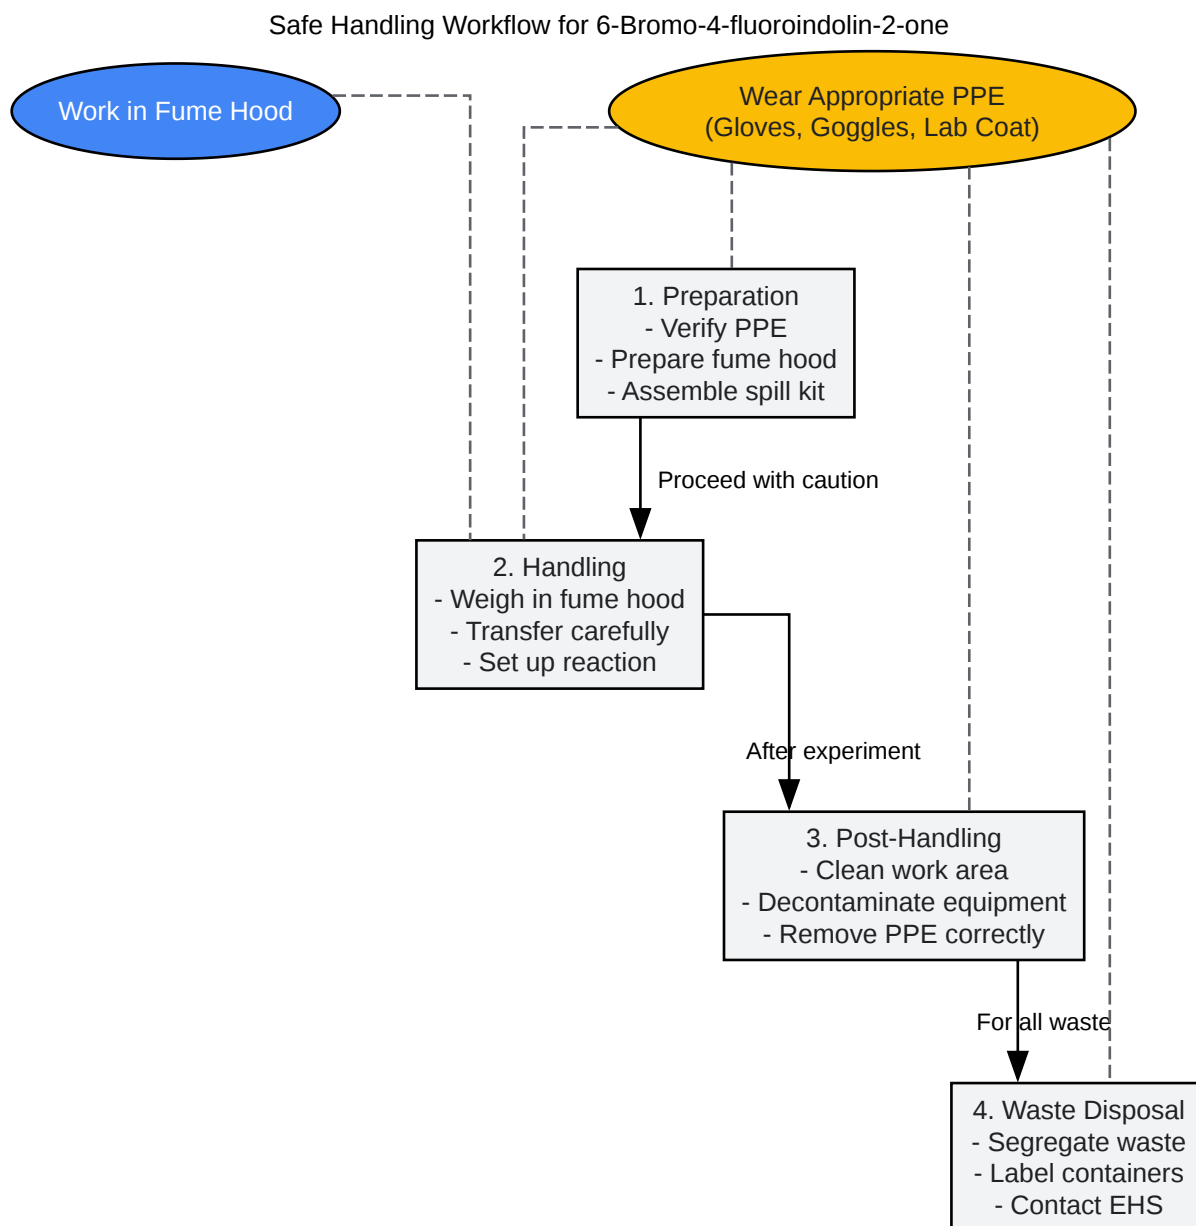 Safe Handling Workflow for 6-Bromo-4-fluoroindolin-2-one
Work in Fume Hood
Wear Appropriate PPE
(Gloves, Goggles, Lab Coat)
1. Preparation
- Verify PPE
- Prepare fume hood
- Assemble spill kit
Proceed with caution
2. Handling
- Weigh in fume hood
- Transfer carefully
- Set up reaction
After experiment
3. Post-Handling
- Clean work area
- Decontaminate equipment
- Remove PPE correctly
For all waste
4. Waste Disposal
- Segregate waste
- Label containers
- Contact EHS